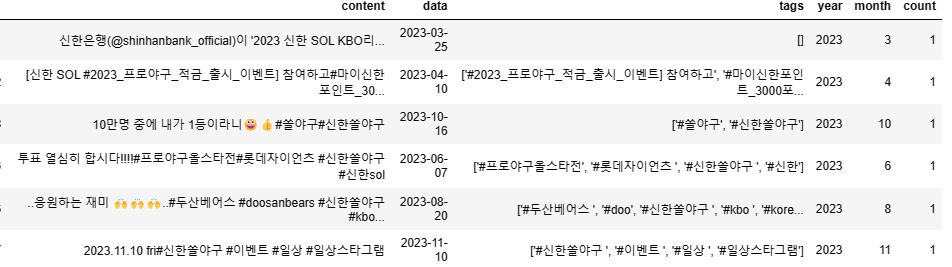 content data tags year month count
신한은행(@shinhanbank_official)이 '2023 신한 SOL KBO리... 2023-03-25 [] 2023 3 1
[신한 SOL #2023_프로야구_적금_출시_이벤트] 참여하고#마이신한
포인트_30... 2023-04-10 ['#2023_프로야구_적금_출시_이벤트] 참여하고', '#마이신한포인
트_3000포... 2023 4 1
10만명 중에 내가 1등이라니😀👍#쏠야구#신한쏠야구 2023-10-16 ['#쏠야구', '#신한쏠야구'] 2023 10 1
투표 열심히 합시다!!!!#프로야구올스타전#롯데자이언츠 #신한쏠야구
#신한sol 2023-06-07 ['#프로야구올스타전', '#롯데자이언츠 ', '#신한쏠야구 ', '#신한'] 2023 6 1
..응원하는 재미 🙌🙌🙌..#두산베어스 #doosanbears #신한쏠야구
#kbo... 2023-08-20 ['#두산베어스 ', '#doo', '#신한쏠야구 ', '#kbo ', '#kore... 2023 8 1
2023.11.10 fri#신한쏠야구 #이벤트 #일상 #일상스타그램 2023-11-10 ['#신한쏠야구 ', '#이벤트 ', '#일상 ', '#일상스타그램'] 2023 11 1